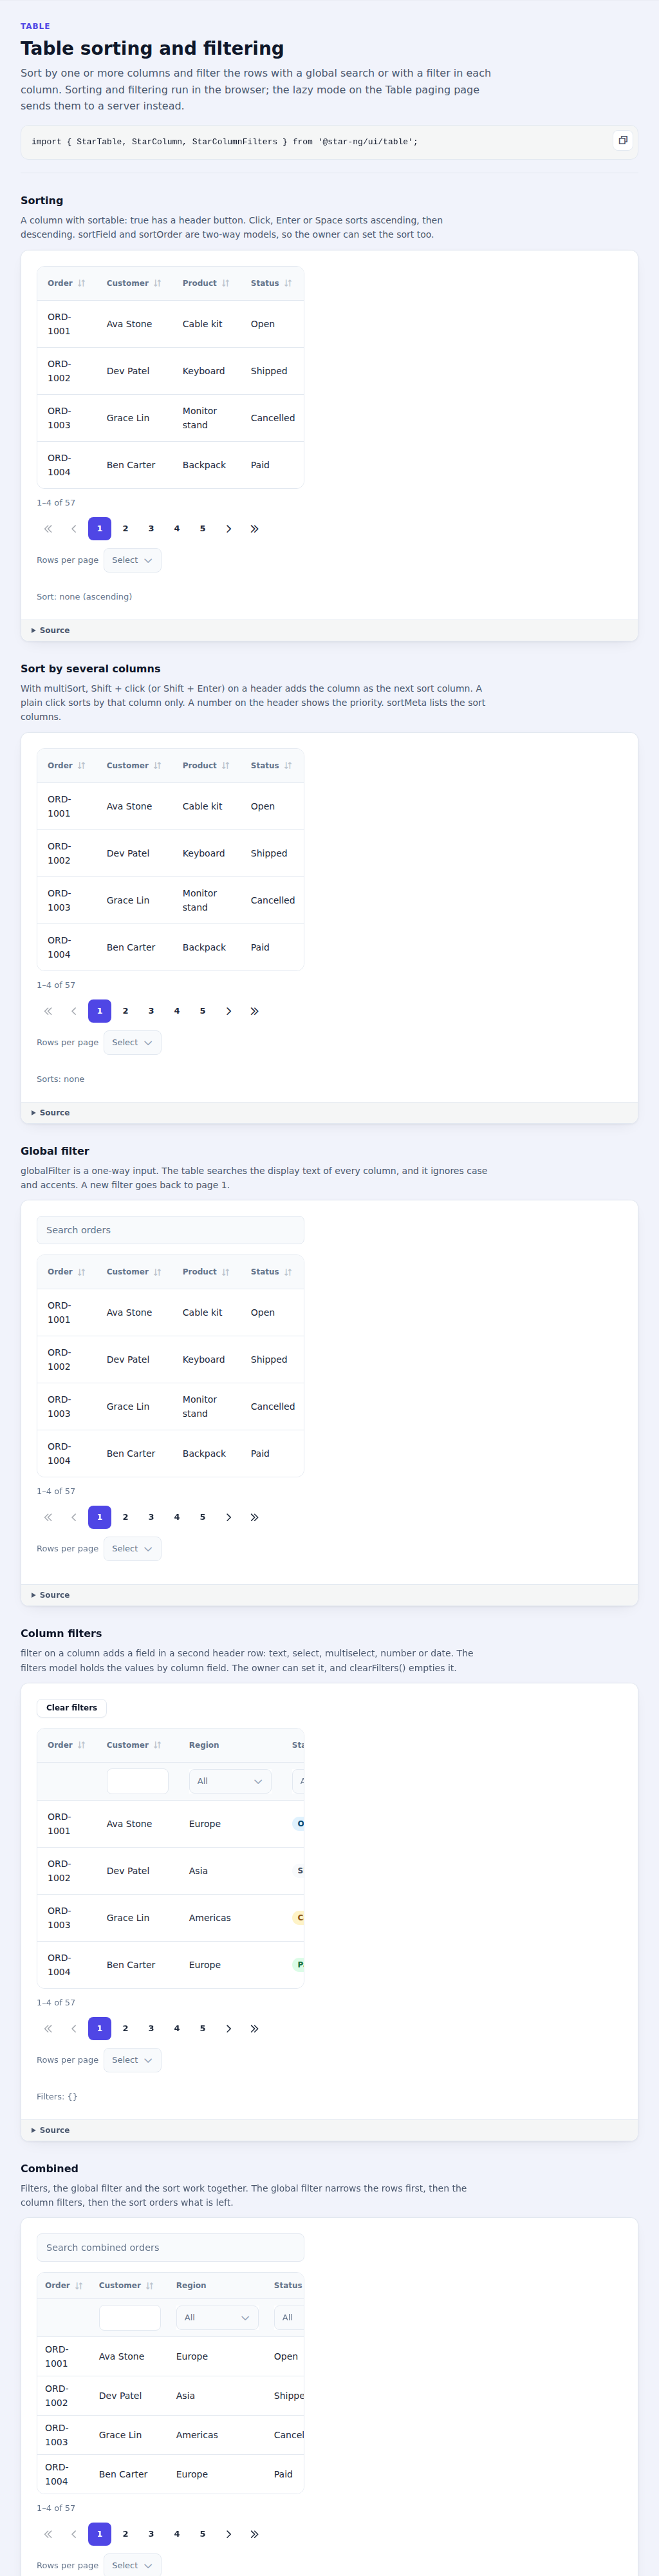 TABLE
Table sorting and filtering
Sort by one or more columns and filter the rows with a global search or with a filter in each
column. Sorting and filtering run in the browser; the lazy mode on the Table paging page
sends them to a server instead.
import { StarTable, StarColumn, StarColumnFilters } from '@star-ng/ui/table';
Sorting
A column with sortable: true has a header button. Click, Enter or Space sorts ascending, then
descending. sortField and sortOrder are two-way models, so the owner can set the sort too.
Order Customer Product Status
ORD-
1001 Ava Stone Cable kit Open
ORD-
1002 Dev Patel Keyboard Shipped
ORD-
1003 Grace Lin Monitor
stand Cancelled
ORD-
1004 Ben Carter Backpack Paid
1–4 of 57
1 2 3 4 5
Rows per page Select
Sort: none (ascending)
Source
Sort by several columns
With multiSort, Shift + click (or Shift + Enter) on a header adds the column as the next sort column. A
plain click sorts by that column only. A number on the header shows the priority. sortMeta lists the sort
columns.
Order Customer Product Status
ORD-
1001 Ava Stone Cable kit Open
ORD-
1002 Dev Patel Keyboard Shipped
ORD-
1003 Grace Lin Monitor
stand Cancelled
ORD-
1004 Ben Carter Backpack Paid
1–4 of 57
1 2 3 4 5
Rows per page Select
Sorts: none
Source
Global filter
globalFilter is a one-way input. The table searches the display text of every column, and it ignores case
and accents. A new filter goes back to page 1.
Search orders
Order Customer Product Status
ORD-
1001 Ava Stone Cable kit Open
ORD-
1002 Dev Patel Keyboard Shipped
ORD-
1003 Grace Lin Monitor
stand Cancelled
ORD-
1004 Ben Carter Backpack Paid
1–4 of 57
1 2 3 4 5
Rows per page Select
Source
Column filters
filter on a column adds a field in a second header row: text, select, multiselect, number or date. The
filters model holds the values by column field. The owner can set it, and clearFilters() empties it.
Clear filters
Order Customer Region Sta
All A
ORD-
1001 Ava Stone Europe O
ORD-
1002 Dev Patel Asia S
ORD-
1003 Grace Lin Americas C
ORD-
1004 Ben Carter Europe P
1–4 of 57
1 2 3 4 5
Rows per page Select
Filters: {}
Source
Combined
Filters, the global filter and the sort work together. The global filter narrows the rows first, then the
column filters, then the sort orders what is left.
Search combined orders
Order Customer Region Status
All All
ORD-
1001 Ava Stone Europe Open
ORD-
1002 Dev Patel Asia Shippe
ORD-
1003 Grace Lin Americas Cancel
ORD-
1004 Ben Carter Europe Paid
1–4 of 57
1 2 3 4 5
Rows per page Select